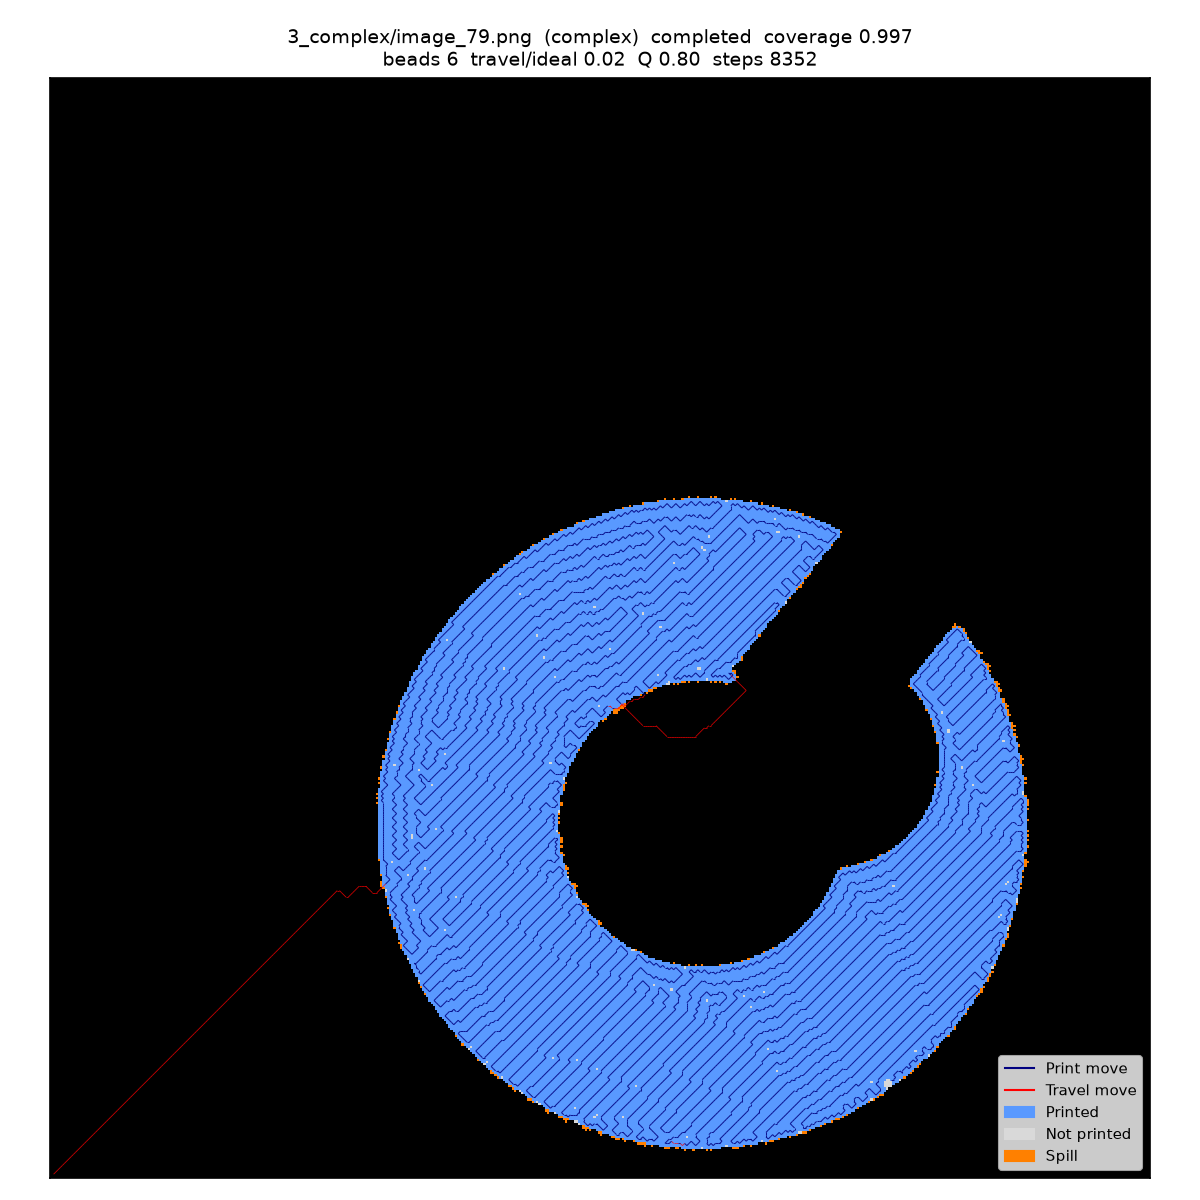 3_complex/image_79.png  (complex)  completed  coverage 0.997
beads 6  travel/ideal 0.02  Q 0.80  steps 8352
Print move
Travel move
Printed
Not printed
Spill